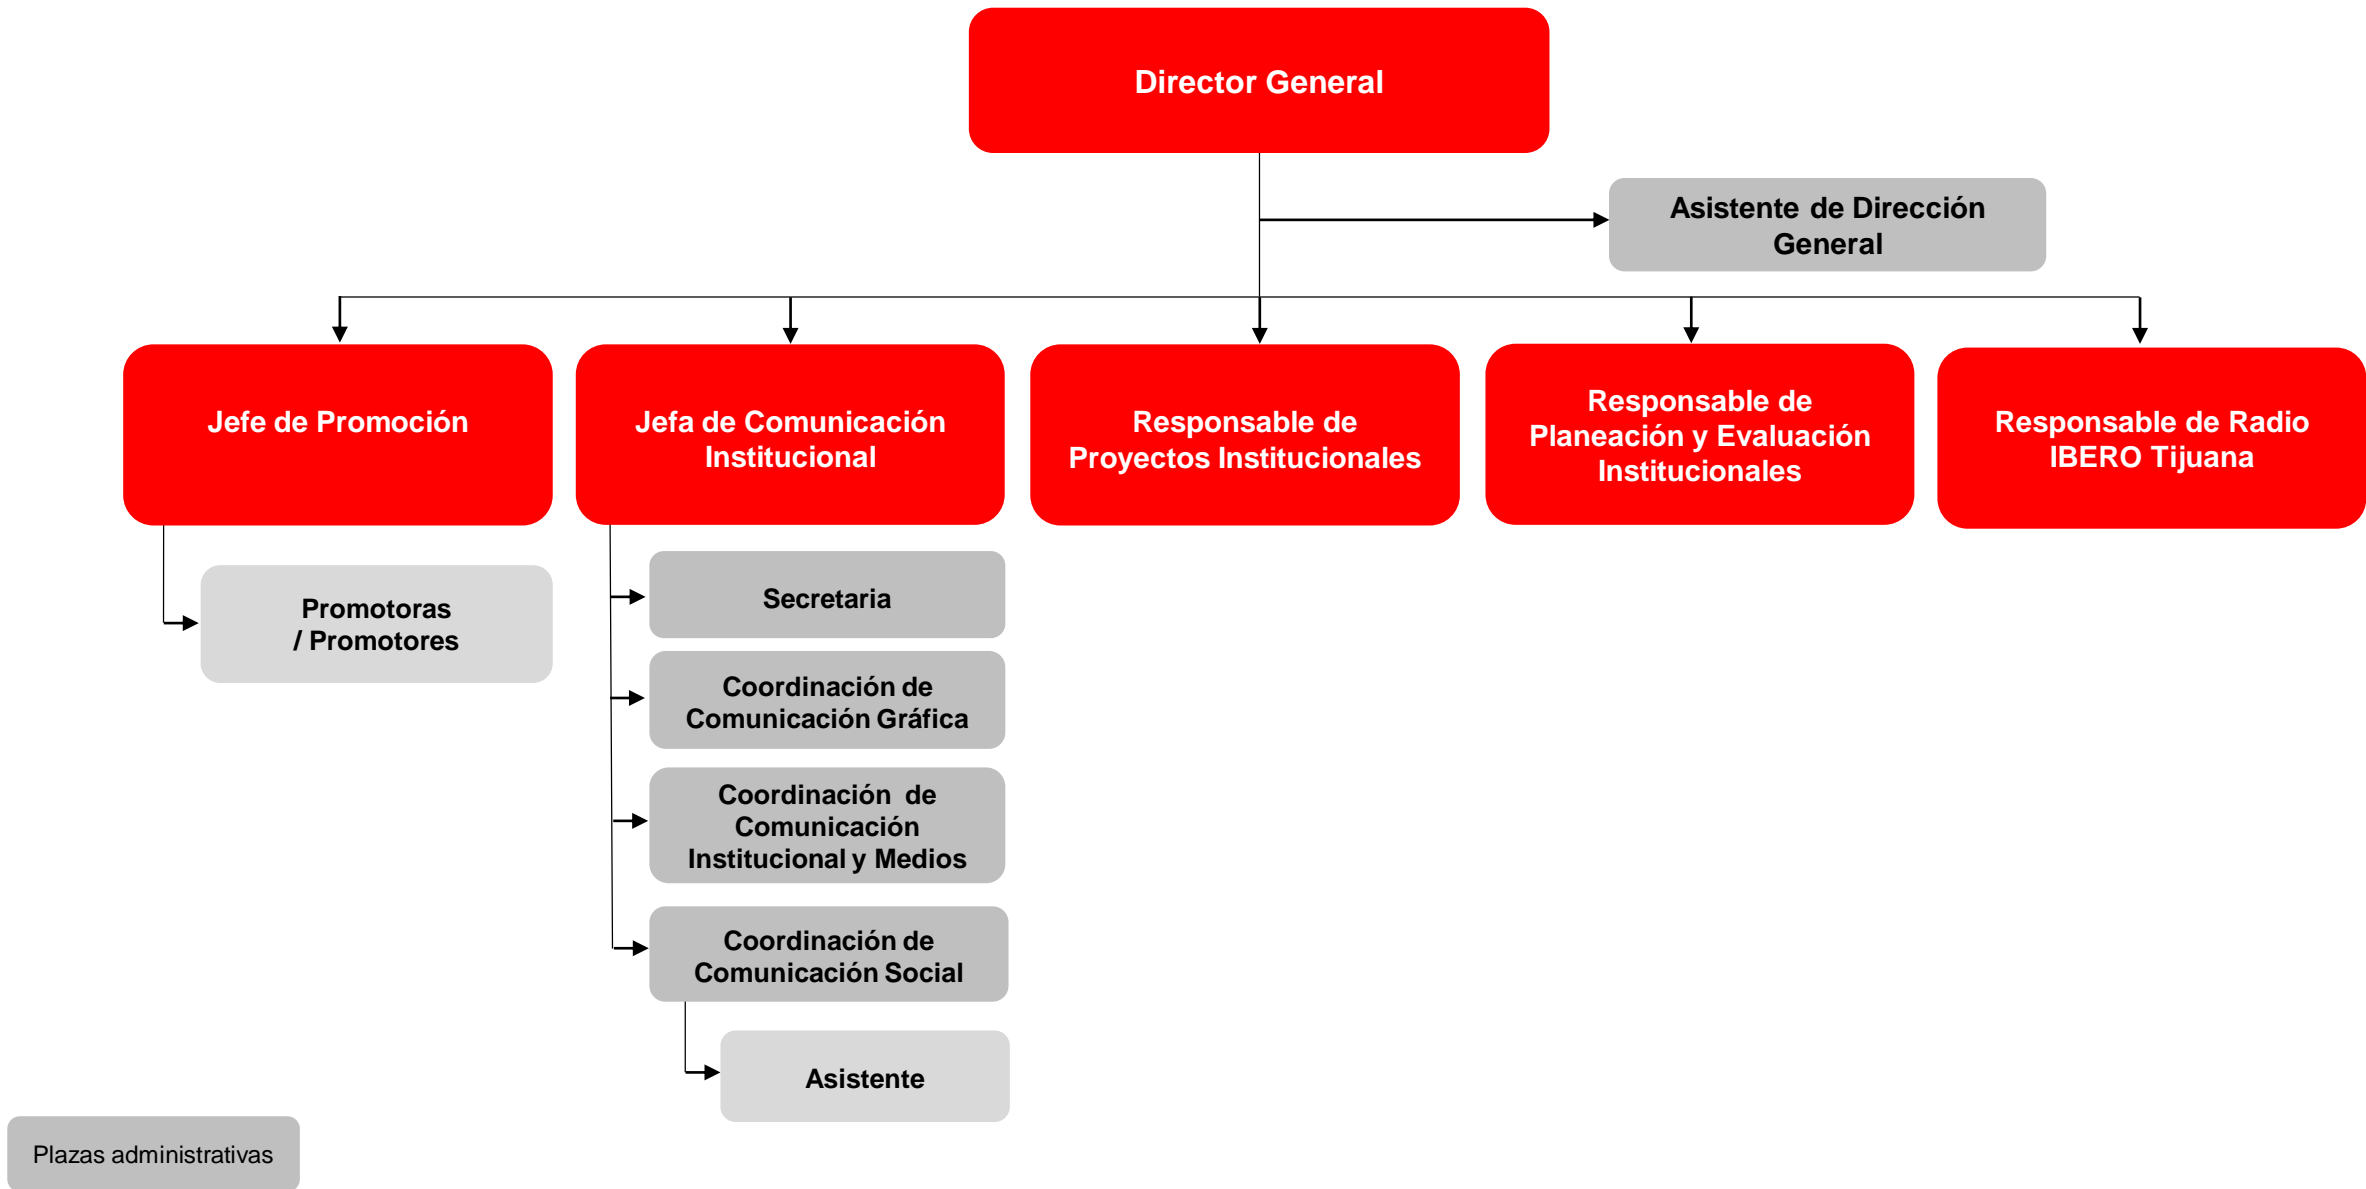 Director General
Asistente de Dirección
General
Jefe de Promoción
Jefa de Comunicación
Institucional
Responsable de
Proyectos Institucionales
Responsable de
Planeación y Evaluación
Institucionales
Responsable de Radio
IBERO Tijuana
Promotoras
/ Promotores
Secretaria
Coordinación de
Comunicación Gráfica
Coordinación de
Comunicación
Institucional y Medios
Coordinación de
Comunicación Social
Asistente
Plazas administrativas